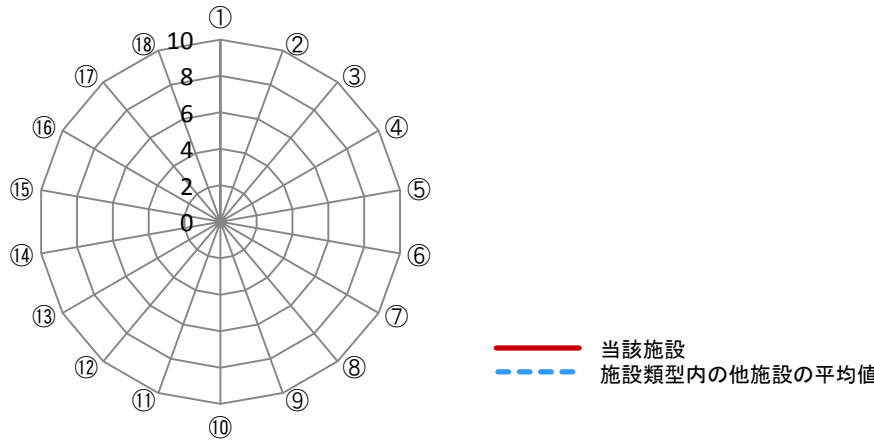 ①
⑱ 10 ②
⑰ 8 ③
⑯ 6 ④
4
⑮ 2 ⑤
0
⑭ ⑥
⑬ ⑦
⑫ ⑧
⑪ ⑨
⑩
当該施設
施設類型内の他施設の平均値